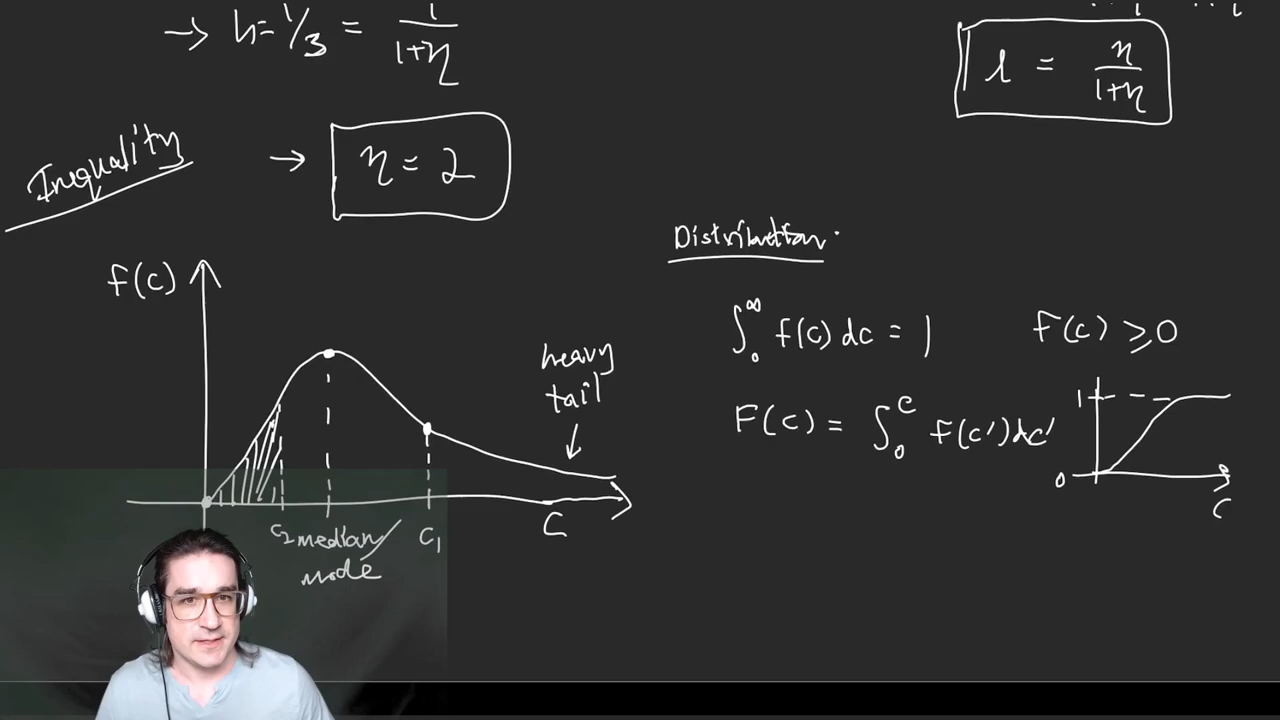 → h = 1/3 = 1/(1+η)
l = η/(1+η)
Inequality
→ η = 2
Distribution
f(c)
∫₀^∞ f(c) dc = 1
f(c) ≥ 0
heavy
tail
F(c) = ∫₀^c f(c') dc'
1
0
c
c₂
median
c₁
c
mode